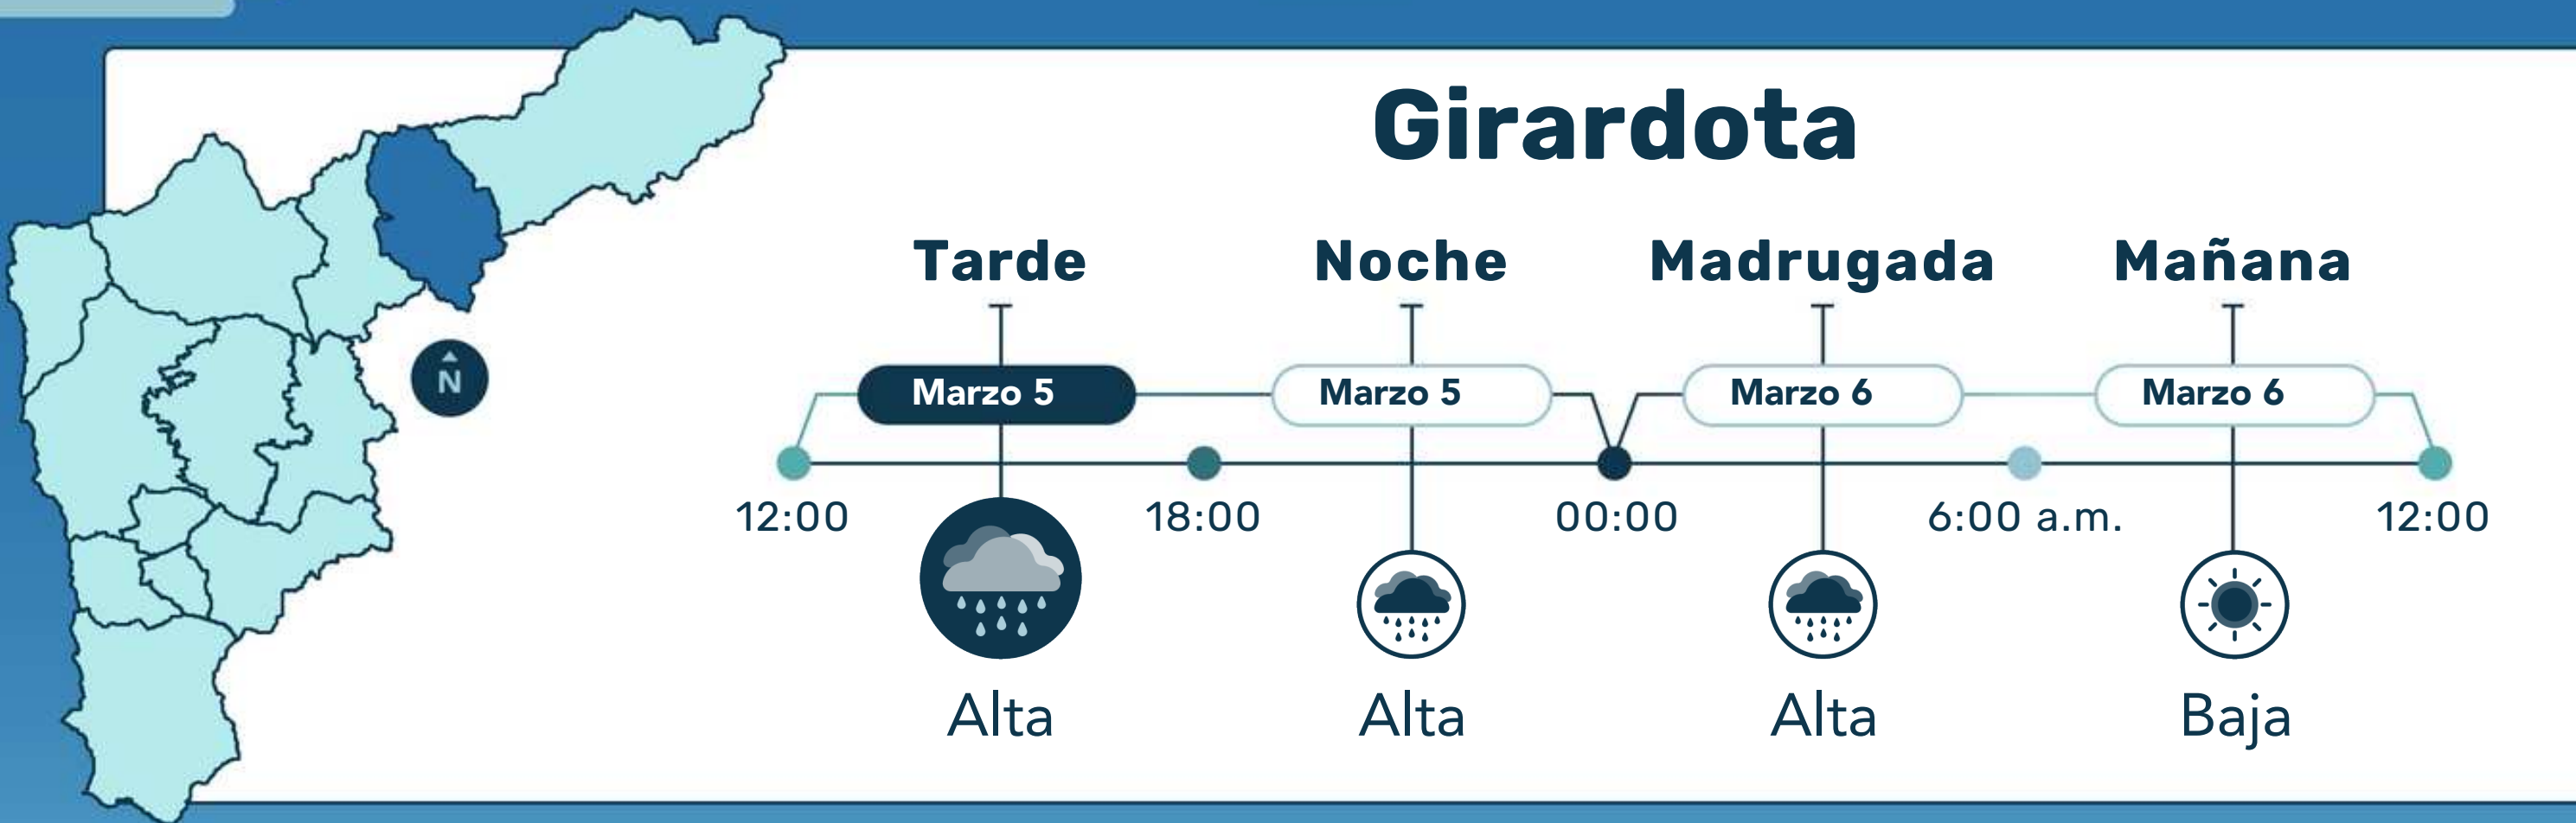 Girardota
Tarde Noche Madrugada Mañana
Marzo 5 Marzo 5 Marzo 6 Marzo 6
N
12:00 18:00 00:00 6:00 a.m. 12:00
Alta Alta Alta Baja